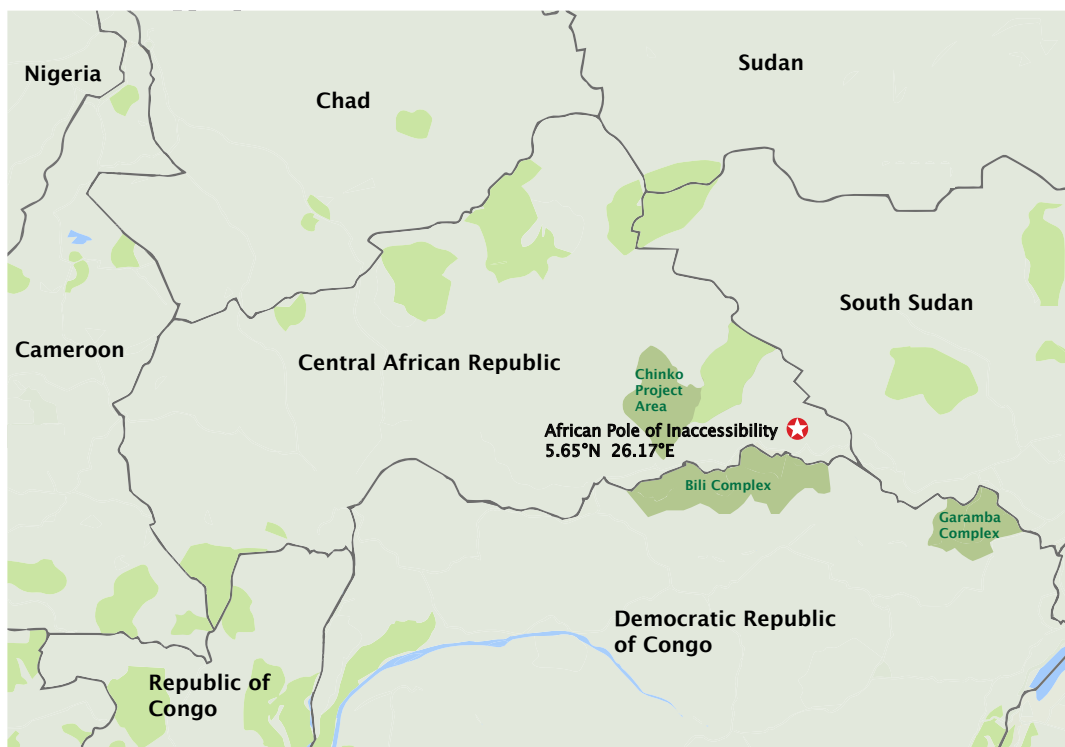 Nigeria
Chad
Sudan
South Sudan
Cameroon
Central African Republic
Chinko
Project
Area
African Pole of Inaccessibility
5.65°N 26.17°E
Bili Complex
Garamba
Complex
Democratic Republic
of Congo
Republic of
Congo